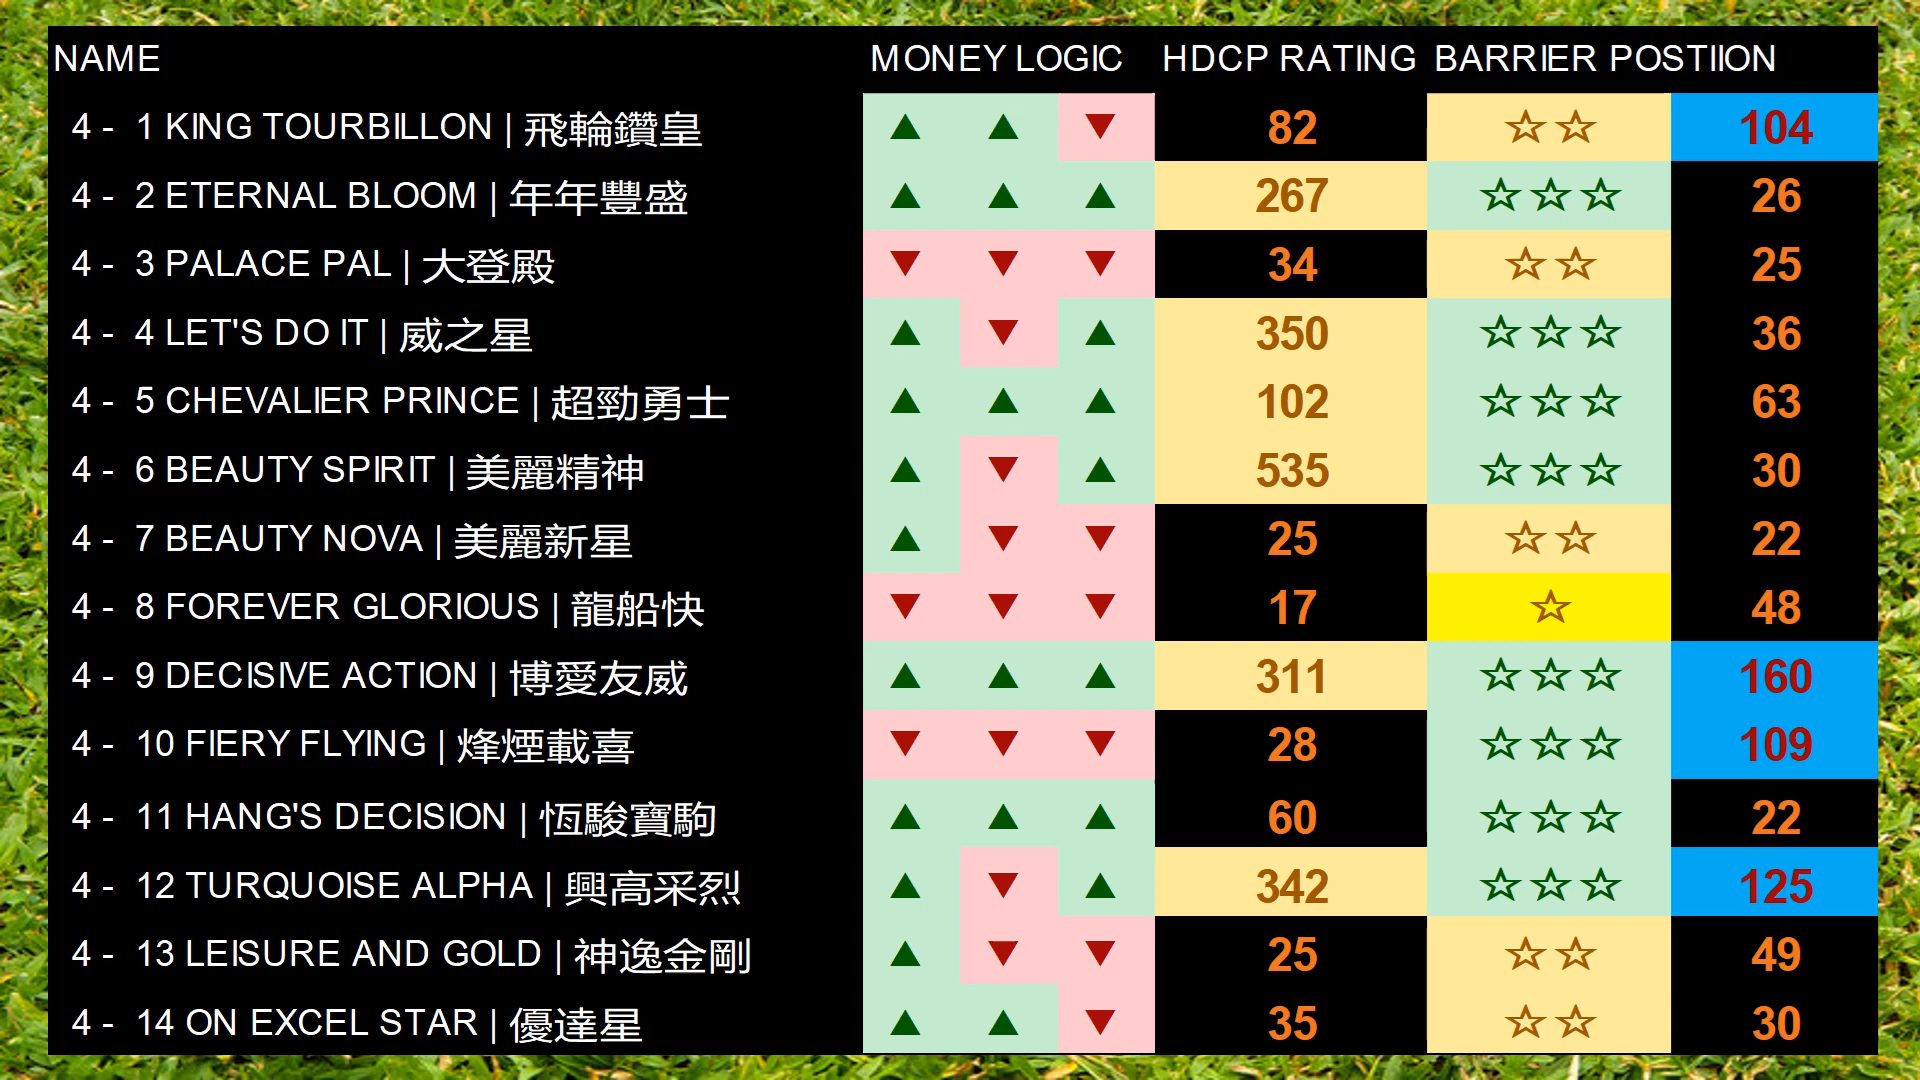 NAME MONEY LOGIC HDCP RATING BARRIER POSTIION
4 - 1 KING TOURBILLON | 飛輪鑽皇 ▲ ▲ ▼ 82 ☆☆ 104
4 - 2 ETERNAL BLOOM | 年年豐盛 ▲ ▲ ▲ 267 ☆☆☆ 26
4 - 3 PALACE PAL | 大登殿 ▼ ▼ ▼ 34 ☆☆ 25
4 - 4 LET'S DO IT | 威之星 ▲ ▼ ▲ 350 ☆☆☆ 36
4 - 5 CHEVALIER PRINCE | 超勁勇士 ▲ ▲ ▲ 102 ☆☆☆ 63
4 - 6 BEAUTY SPIRIT | 美麗精神 ▲ ▼ ▲ 535 ☆☆☆ 30
4 - 7 BEAUTY NOVA | 美麗新星 ▲ ▼ ▼ 25 ☆☆ 22
4 - 8 FOREVER GLORIOUS | 龍船快 ▼ ▼ ▼ 17 ☆ 48
4 - 9 DECISIVE ACTION | 博愛友威 ▲ ▲ ▲ 311 ☆☆☆ 160
4 - 10 FIERY FLYING | 烽煙載喜 ▼ ▼ ▼ 28 ☆☆☆ 109
4 - 11 HANG'S DECISION | 恆駿寶駒 ▲ ▲ ▲ 60 ☆☆☆ 22
4 - 12 TURQUOISE ALPHA | 興高采烈 ▲ ▼ ▲ 342 ☆☆☆ 125
4 - 13 LEISURE AND GOLD | 神逸金剛 ▲ ▼ ▼ 25 ☆☆ 49
4 - 14 ON EXCEL STAR | 優達星 ▲ ▲ ▼ 35 ☆☆ 30